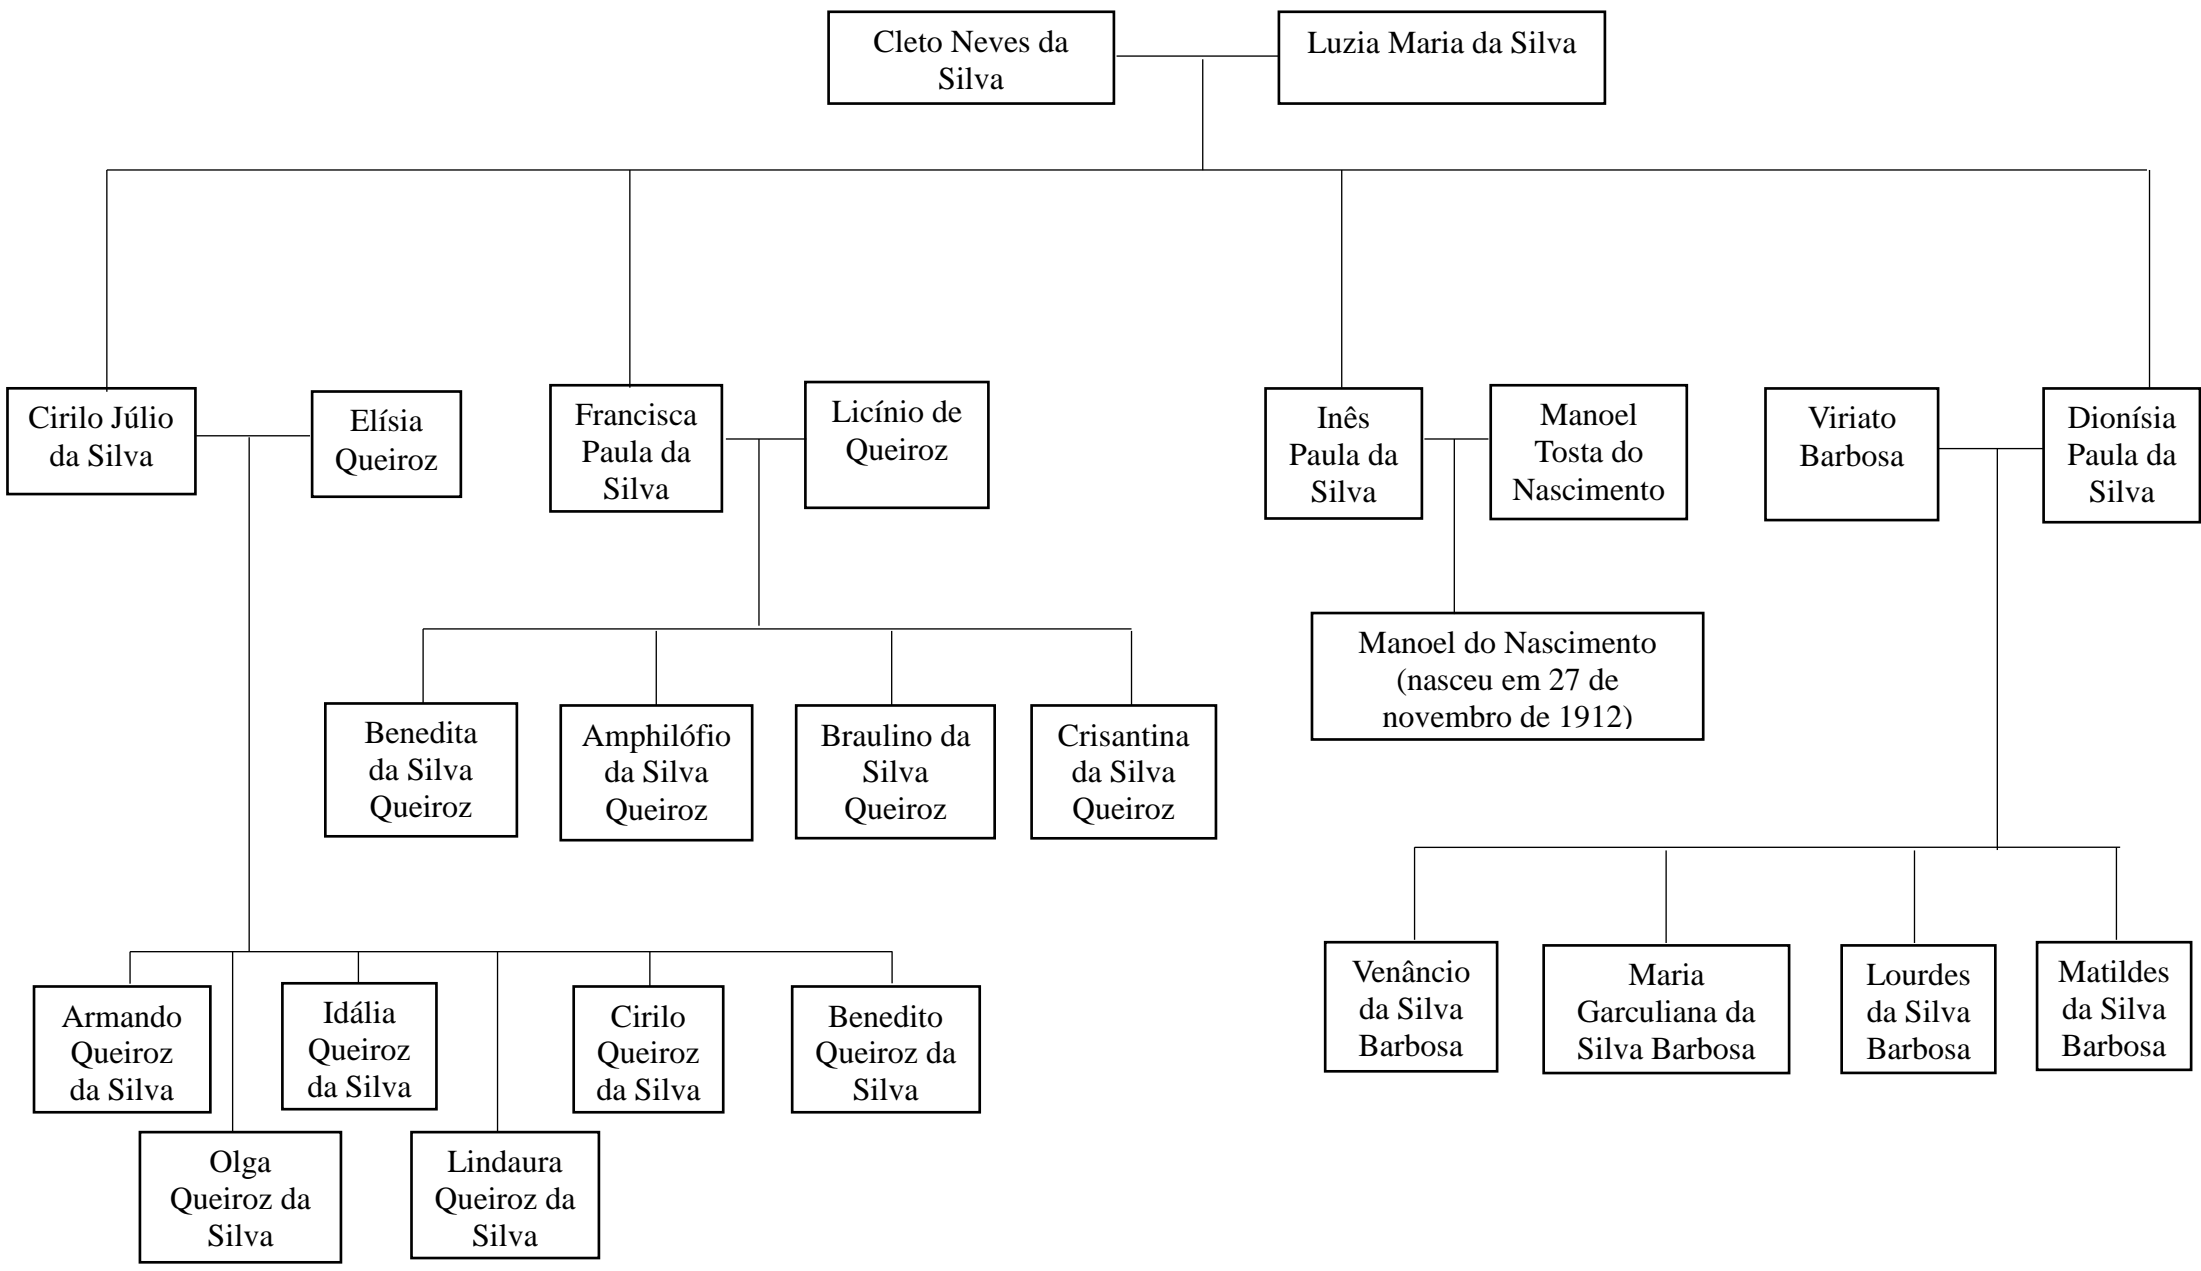 Cleto Neves da
Silva
Luzia Maria da Silva
Cirilo Júlio
da Silva
Elísia
Queiroz
Francisca
Paula da
Silva
Licínio de
Queiroz
Inês
Paula da
Silva
Manoel
Tosta do
Nascimento
Viriato
Barbosa
Dionísia
Paula da
Silva
Manoel do Nascimento
(nasceu em 27 de
novembro de 1912)
Benedita
da Silva
Queiroz
Amphilófio
da Silva
Queiroz
Braulino da
Silva
Queiroz
Crisantina
da Silva
Queiroz
Venâncio
da Silva
Barbosa
Maria
Garculiana da
Silva Barbosa
Lourdes
da Silva
Barbosa
Matildes
da Silva
Barbosa
Armando
Queiroz
da Silva
Idália
Queiroz
da Silva
Cirilo
Queiroz
da Silva
Benedito
Queiroz da
Silva
Olga
Queiroz da
Silva
Lindaura
Queiroz da
Silva